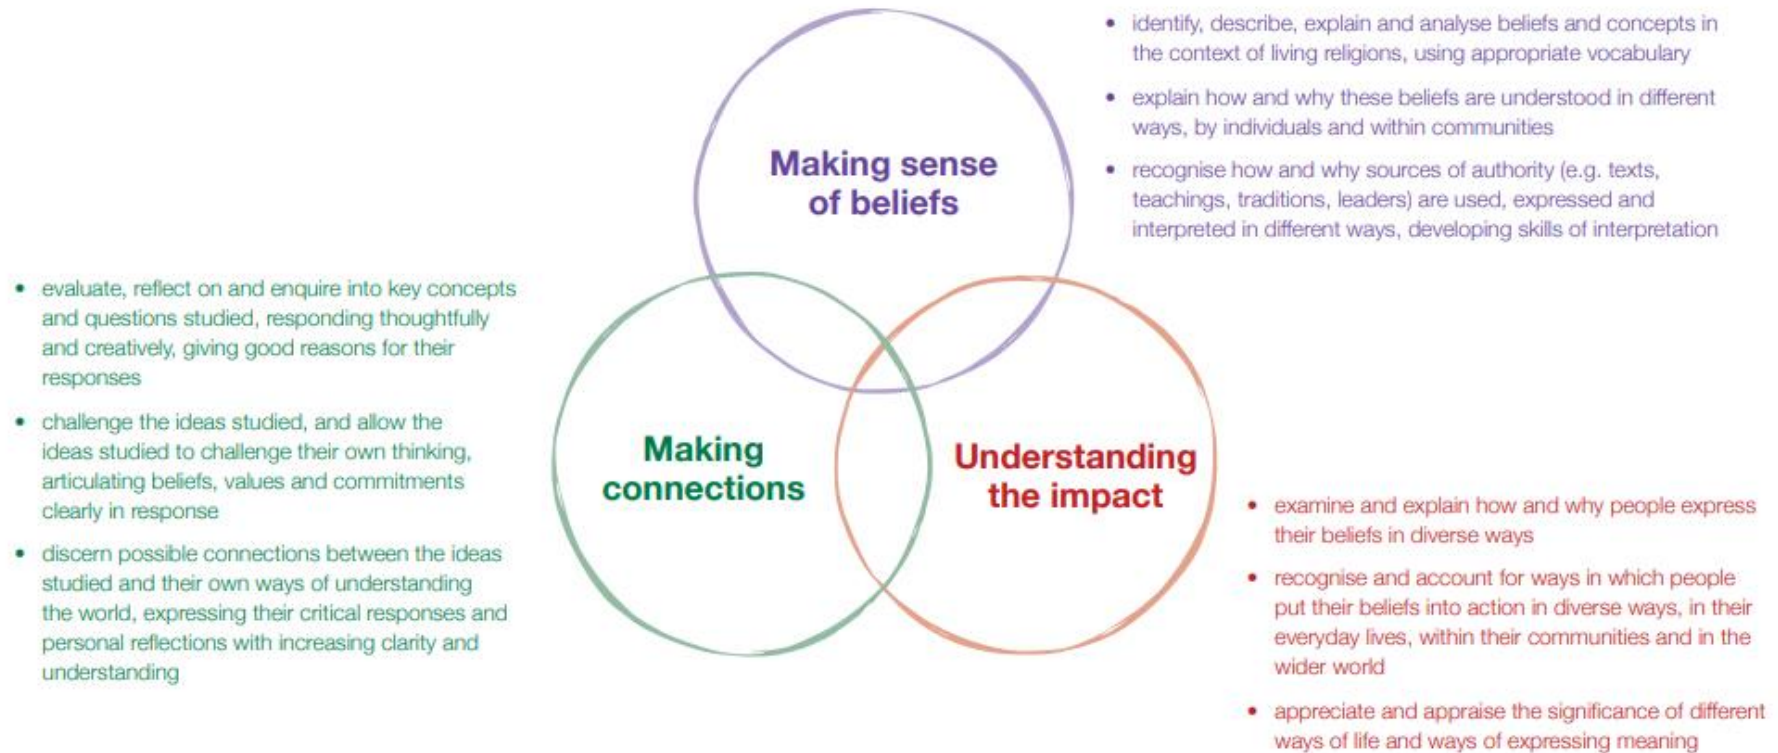 Making sense
of beliefs
• identify, describe, explain and analyse beliefs and concepts in
the context of living religions, using appropriate vocabulary
• explain how and why these beliefs are understood in different
ways, by individuals and within communities
• recognise how and why sources of authority (e.g. texts,
teachings, traditions, leaders) are used, expressed and
interpreted in different ways, developing skills of interpretation
• evaluate, reflect on and enquire into key concepts
and questions studied, responding thoughtfully
and creatively, giving good reasons for their
responses
• challenge the ideas studied, and allow the
ideas studied to challenge their own thinking,
articulating beliefs, values and commitments
clearly in response
• discern possible connections between the ideas
studied and their own ways of understanding
the world, expressing their critical responses and
personal reflections with increasing clarity and
understanding
Making
connections
Understanding
the impact
• examine and explain how and why people express
their beliefs in diverse ways
• recognise and account for ways in which people
put their beliefs into action in diverse ways, in their
everyday lives, within their communities and in the
wider world
• appreciate and appraise the significance of different
ways of life and ways of expressing meaning